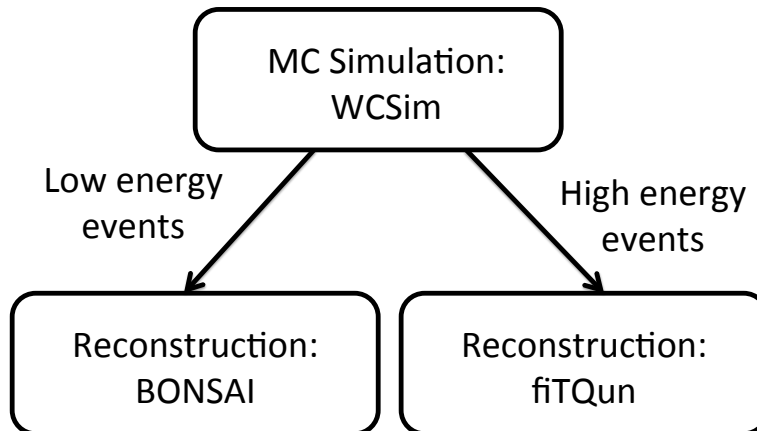 MC Simulation:
WCSim
Low energy
events
High energy
events
Reconstruction:
BONSAI
Reconstruction:
fiTQun